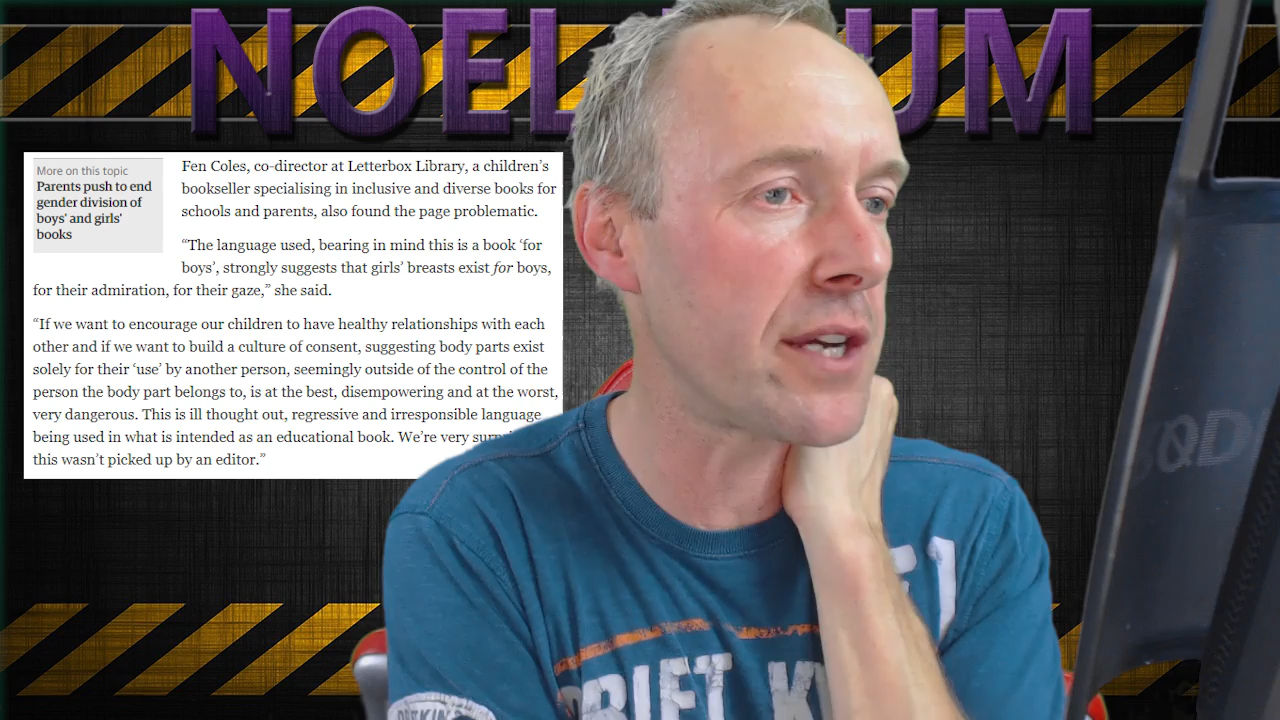 NOEL UM
More on this topic
Parents push to end
gender division of
boys' and girls'
books
Fen Coles, co-director at Letterbox Library, a children’s
bookseller specialising in inclusive and diverse books for
schools and parents, also found the page problematic.
“The language used, bearing in mind this is a book ‘for
boys’, strongly suggests that girls’ breasts exist for boys,
for their admiration, for their gaze,” she said.
“If we want to encourage our children to have healthy relationships with each
other and if we want to build a culture of consent, suggesting body parts exist
solely for their ‘use’ by another person, seemingly outside of the control of the
person the body part belongs to, is at the best, disempowering and at the worst,
very dangerous. This is ill thought out, regressive and irresponsible language
being used in what is intended as an educational book. We’re very
this wasn’t picked up by an editor.”